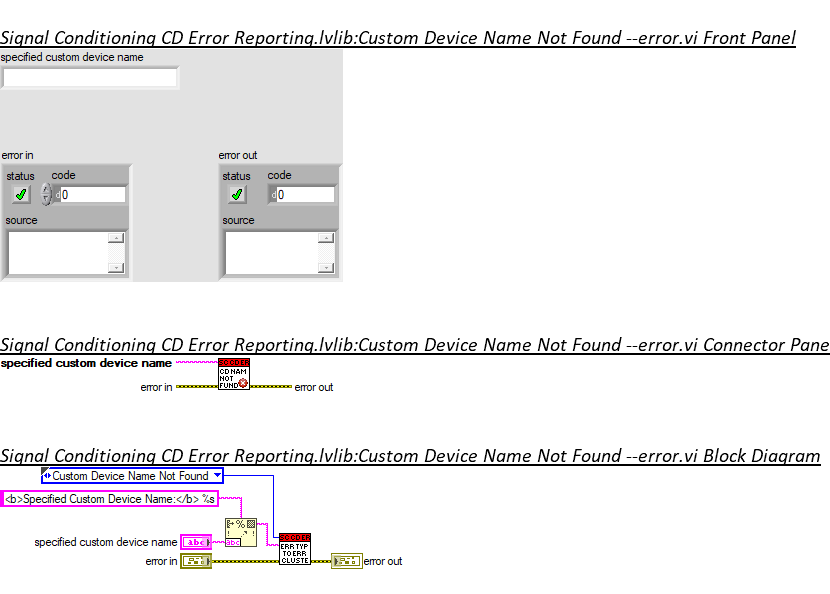 Signal Conditioning CD Error Reporting.lvlib:Custom Device Name Not Found --error.vi Front Panel
specified custom device name
error in
error out
status code
status code
d 0
d 0
source
source
Signal Conditioning CD Error Reporting.lvlib:Custom Device Name Not Found --error.vi Connector Pane
specified custom device name
CD NAM
NOT
FUND
error in
error out
Signal Conditioning CD Error Reporting.lvlib:Custom Device Name Not Found --error.vi Block Diagram
Custom Device Name Not Found
<b>Specified Custom Device Name:</b> %s
specified custom device name
abc
abc
ERR TYP
TO ERR
CLUSTE
error in
error out